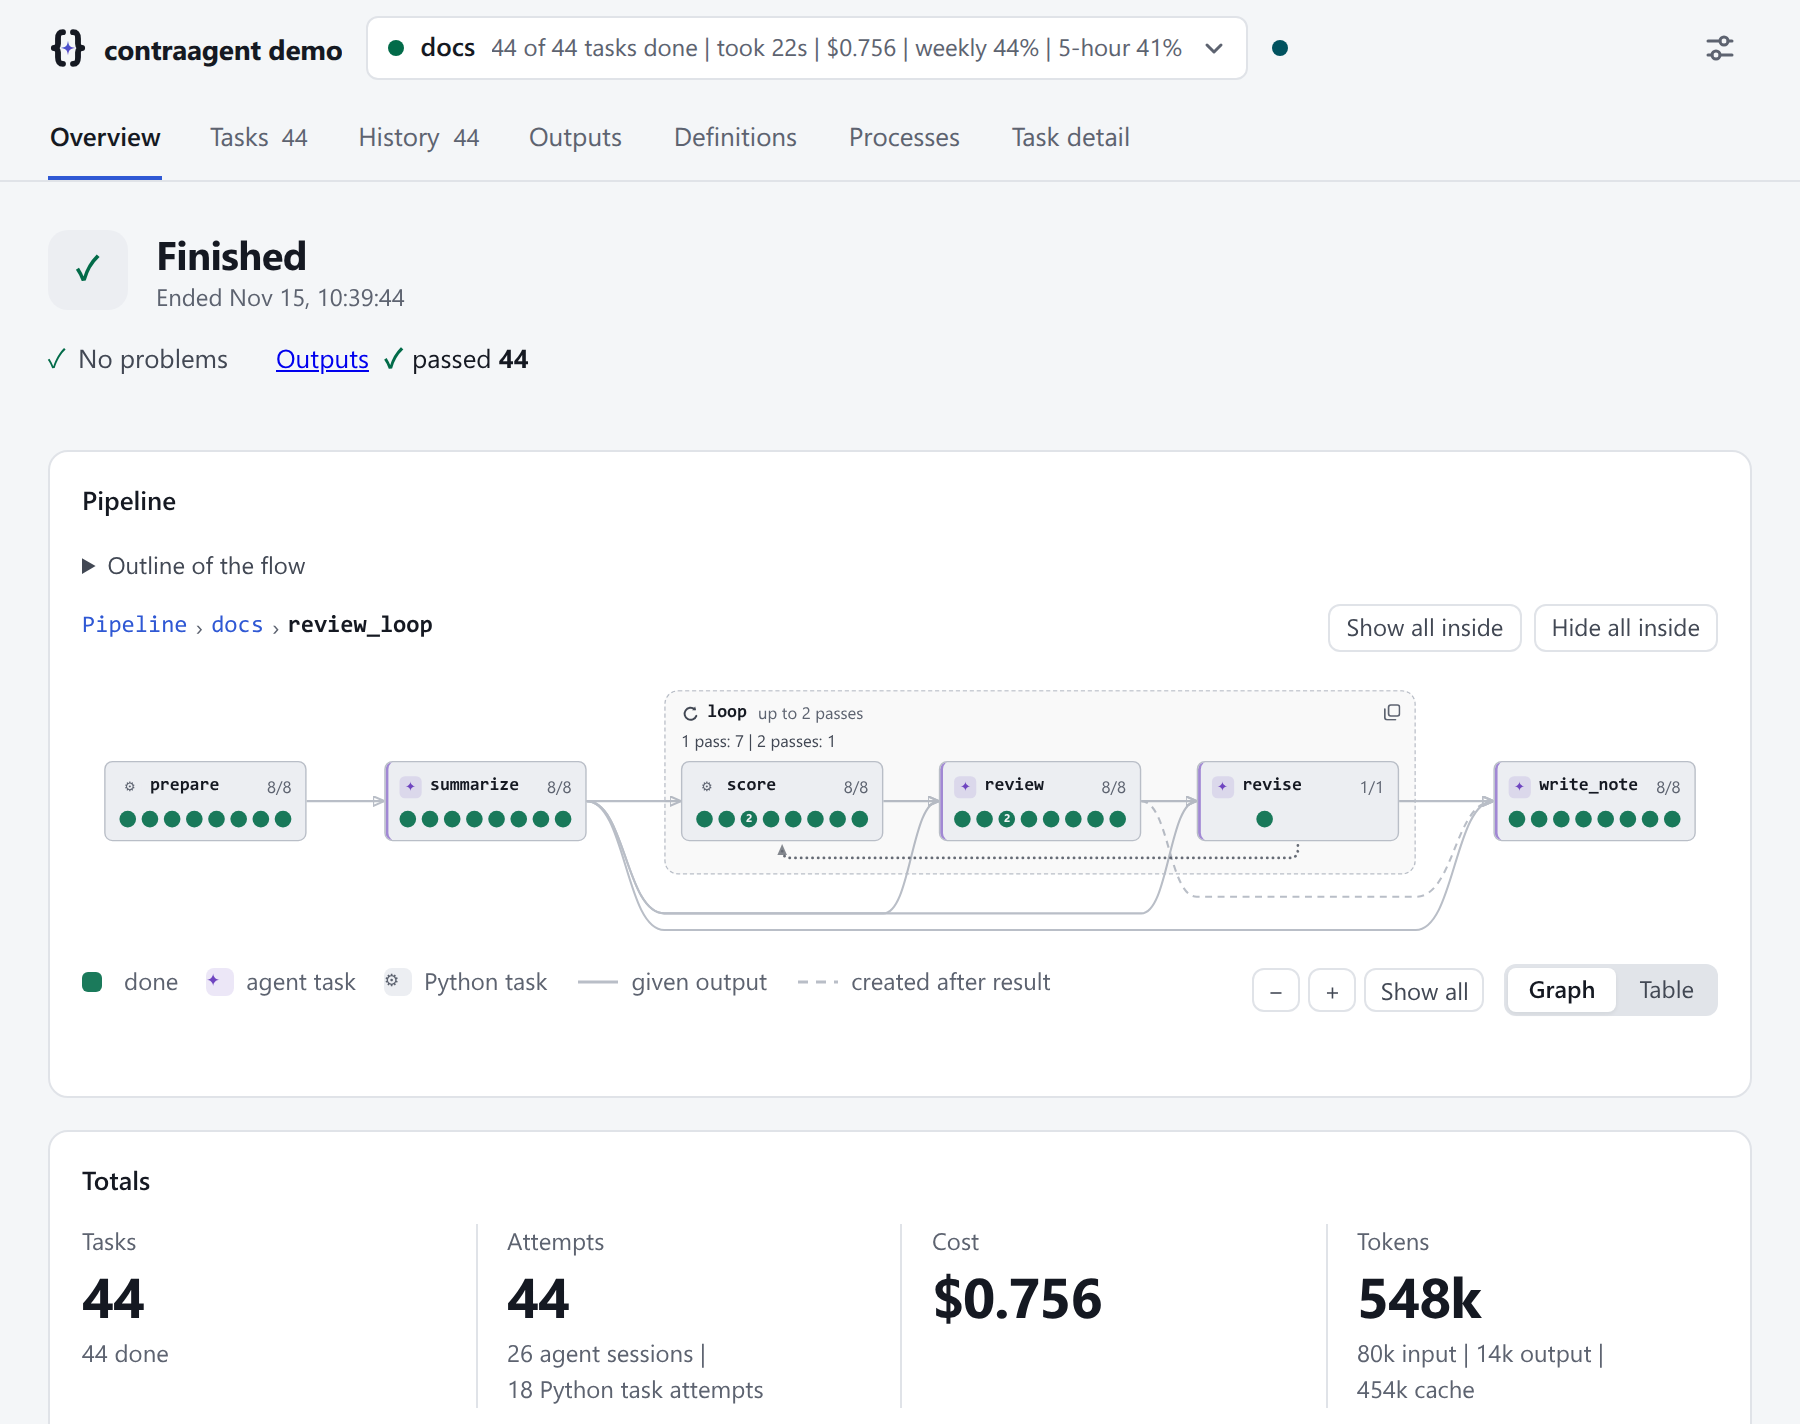 contraagent demo
docs 44 of 44 tasks done | took 22s | $0.756 | weekly 44% | 5-hour 41%
Overview Tasks 44 History 44 Outputs Definitions Processes Task detail
Finished
Ended Nov 15, 10:39:44
✓ No problems Outputs ✓ passed 44
Pipeline
Outline of the flow
Pipeline › docs › review_loop
Show all inside Hide all inside
loop up to 2 passes
1 pass: 7 | 2 passes: 1
prepare 8/8
summarize 8/8
score 8/8
2
review 8/8
2
revise 1/1
write_note 8/8
done agent task Python task given output created after result
− + Show all Graph Table
Totals
Tasks
44
44 done
Attempts
44
26 agent sessions |
18 Python task attempts
Cost
$0.756
Tokens
548k
80k input | 14k output |
454k cache